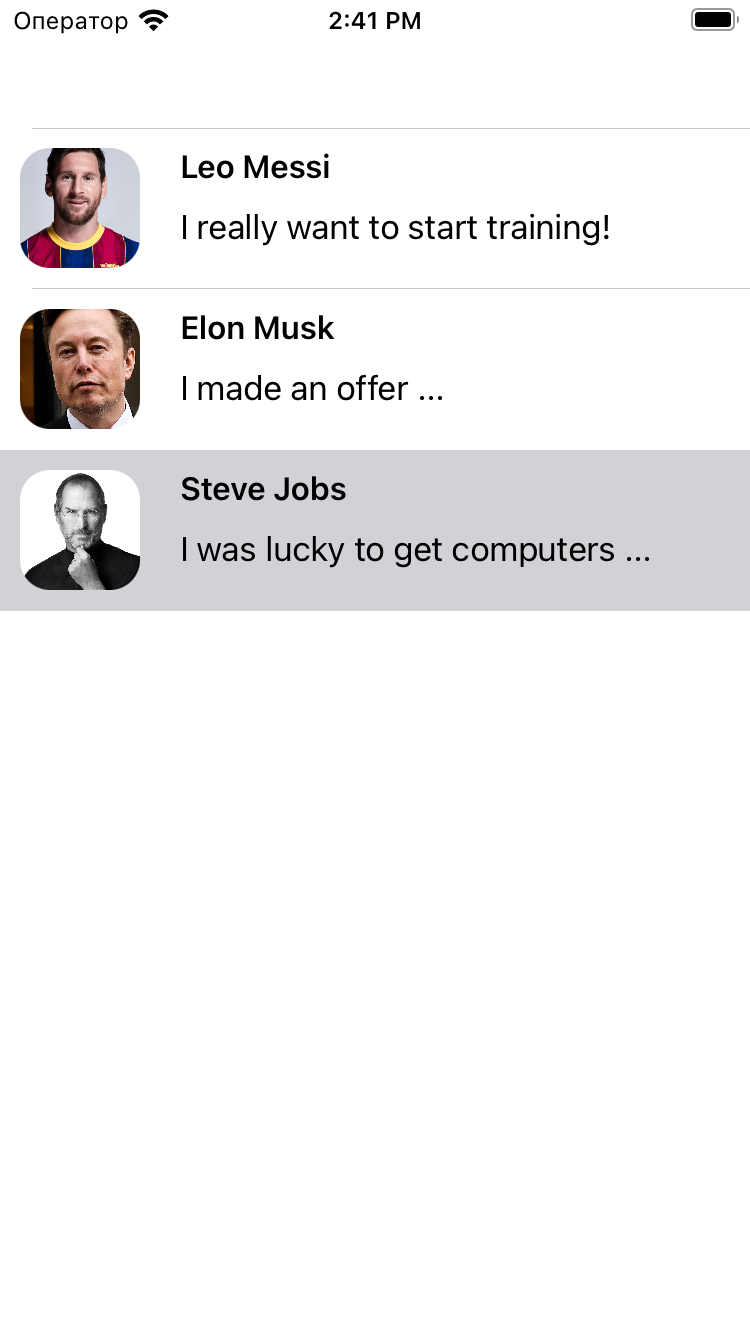 Оператор 2:41 PM
Leo Messi
I really want to start training!
Elon Musk
I made an offer ...
Steve Jobs
I was lucky to get computers ...